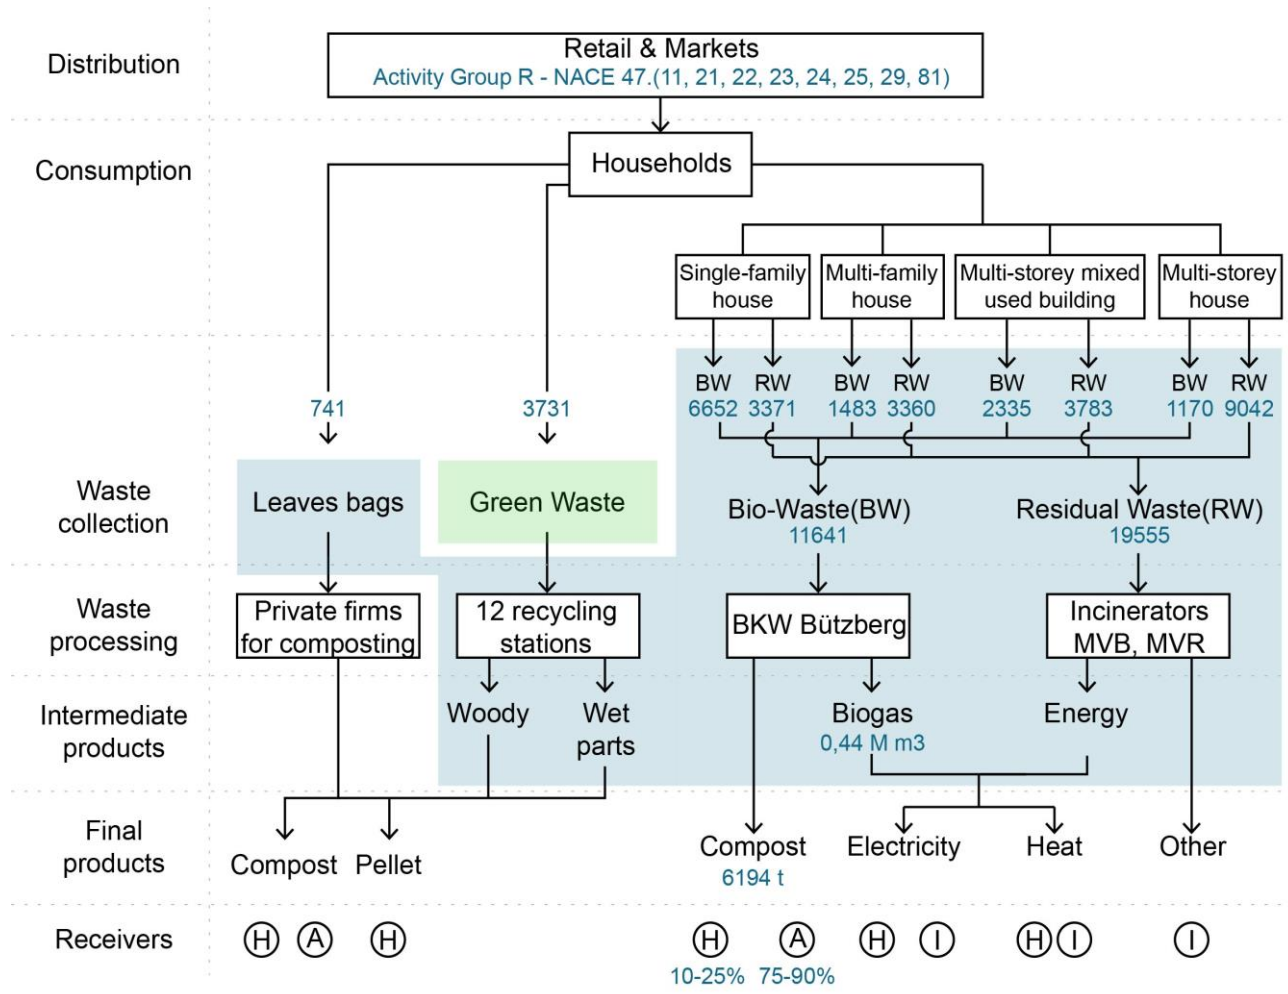 Distribution
Retail & Markets
Activity Group R - NACE 47.(11, 21, 22, 23, 24, 25, 29, 81)
Consumption
Households
Single-family
house
Multi-family
house
Multi-storey mixed
used building
Multi-storey
house
BW RW BW RW BW RW BW RW
741 3731 6652 3371 1483 3360 2335 3783 1170 9042
Waste
collection
Leaves bags
Green Waste
Bio-Waste(BW)
11641
Residual Waste(RW)
19555
Waste
processing
Private firms
for composting
12 recycling
stations
BKW Bützberg
Incinerators
MVB, MVR
Intermediate
products
Woody
Wet
parts
Biogas
0,44 M m3
Energy
Final
products
Compost
Pellet
Compost
6194 t
Electricity
Heat
Other
Receivers
H A H H A H I H I I
10-25% 75-90%